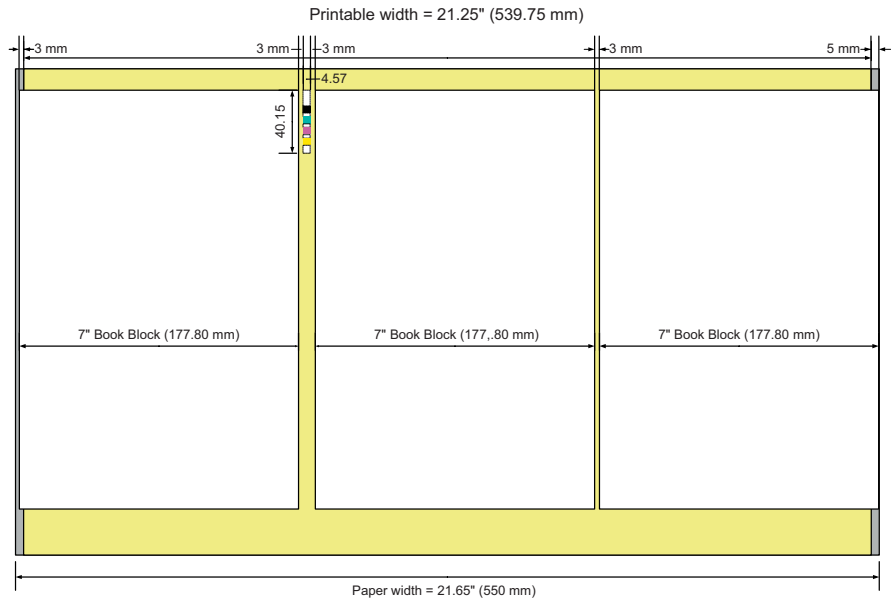 Printable width = 21.25" (539.75 mm)
3 mm
3 mm
3 mm
3 mm
5 mm
4.57
40.15
7" Book Block (177.80 mm)
7" Book Block (177,.80 mm)
7" Book Block (177.80 mm)
Paper width = 21.65" (550 mm)